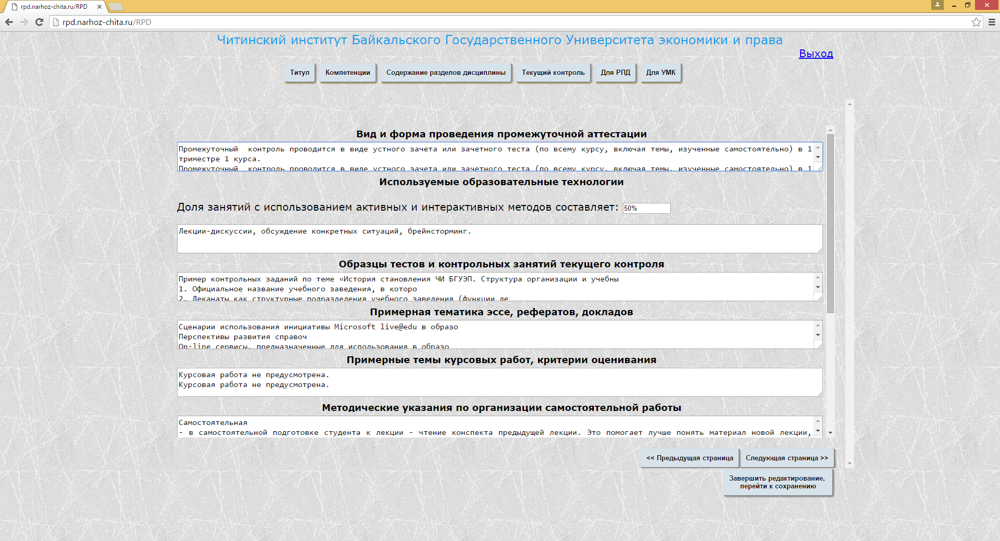 rpd.narhoz-chita.ru/RPD
rpd.narhoz-chita.ru/RPD
Читинский институт Байкальского Государственного Университета экономики и права
Выход
Титул
Компетенции
Содержание разделов дисциплины
Текущий контроль
Для РПД
Для УМК
Вид и форма проведения промежуточной аттестации
Промежуточный  контроль проводится в виде устного зачета или зачетного теста (по всему курсу, включая темы, изученные самостоятельно) в 1
триместре 1 курса.
Промежуточный  контроль проводится в виде устного зачета или зачетного теста (по всему курсу, включая темы, изученные самостоятельно) в 1
Используемые образовательные технологии
Доля занятий с использованием активных и интерактивных методов составляет: 50%
Лекции-дискуссии, обсуждение конкретных ситуаций, брейнсторминг.
Образцы тестов и контрольных занятий текущего контроля
Пример контрольных заданий по теме «История становления ЧИ БГУЭП. Структура организации и учебны
1. Официальное название учебного заведения, в которо
2. Деканаты как структурные подразделения учебного заведения (функции де
Примерная тематика эссе, рефератов, докладов
Сценарии использования инициативы Microsoft live@edu в образо
Перспективы развития справоч
On-line сервисы, предназначенные для использования в образо
Примерные темы курсовых работ, критерии оценивания
Курсовая работа не предусмотрена.
Курсовая работа не предусмотрена.
Методические указания по организации самостоятельной работы
Самостоятельная
- в самостоятельной подготовке студента к лекции - чтение конспекта предыдущей лекции. Это помогает лучше понять материал новой лекции,
<< Предыдущая страница
Следующая страница >>
Завершить редактирование,
перейти к сохранению